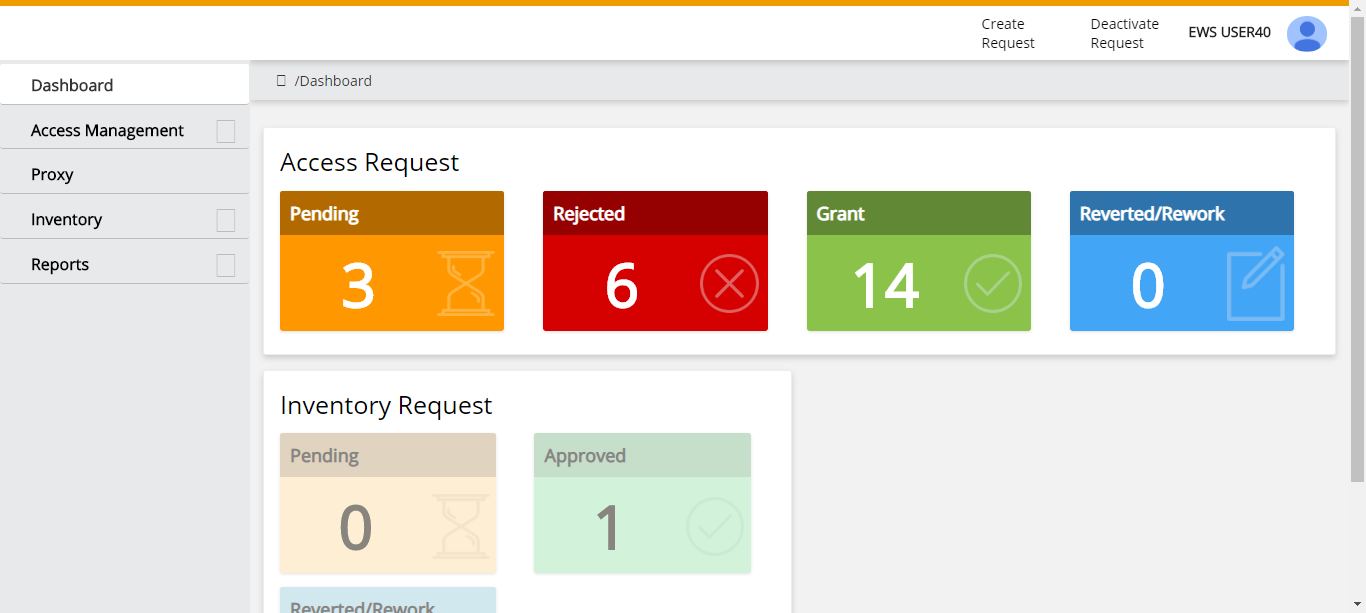 Create
Request
Deactivate
Request
EWS USER40
Dashboard
/Dashboard
Access Management
Proxy
Inventory
Reports
Access Request
Pending
Rejected
Grant
Reverted/Rework
3
6
14
0
Inventory Request
Pending
Approved
0
1
Reverted/Rework